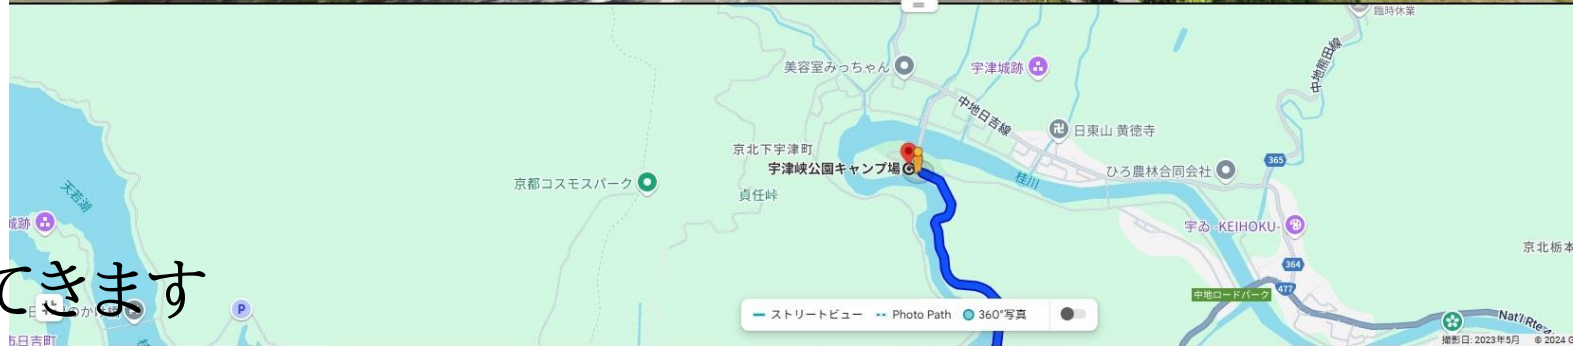 臨時休業
美容室みっちゃん
宇津城跡
中地熊田線
中地日吉線
日東山 黄徳寺
365
京北下宇津町
宇津峡公園キャンプ場
桂川
ひろ農林合同会社
京都コスモスパーク
貞任峠
天若湖
城跡
宇ゐ -KEIHOKU-
京北栃本
364
てきます
477
中地ロードパーク
P
ストリートビュー Photo Path 360°写真
Nat'l Rte
市日吉町
撮影日: 2023年5月 © 2024 G